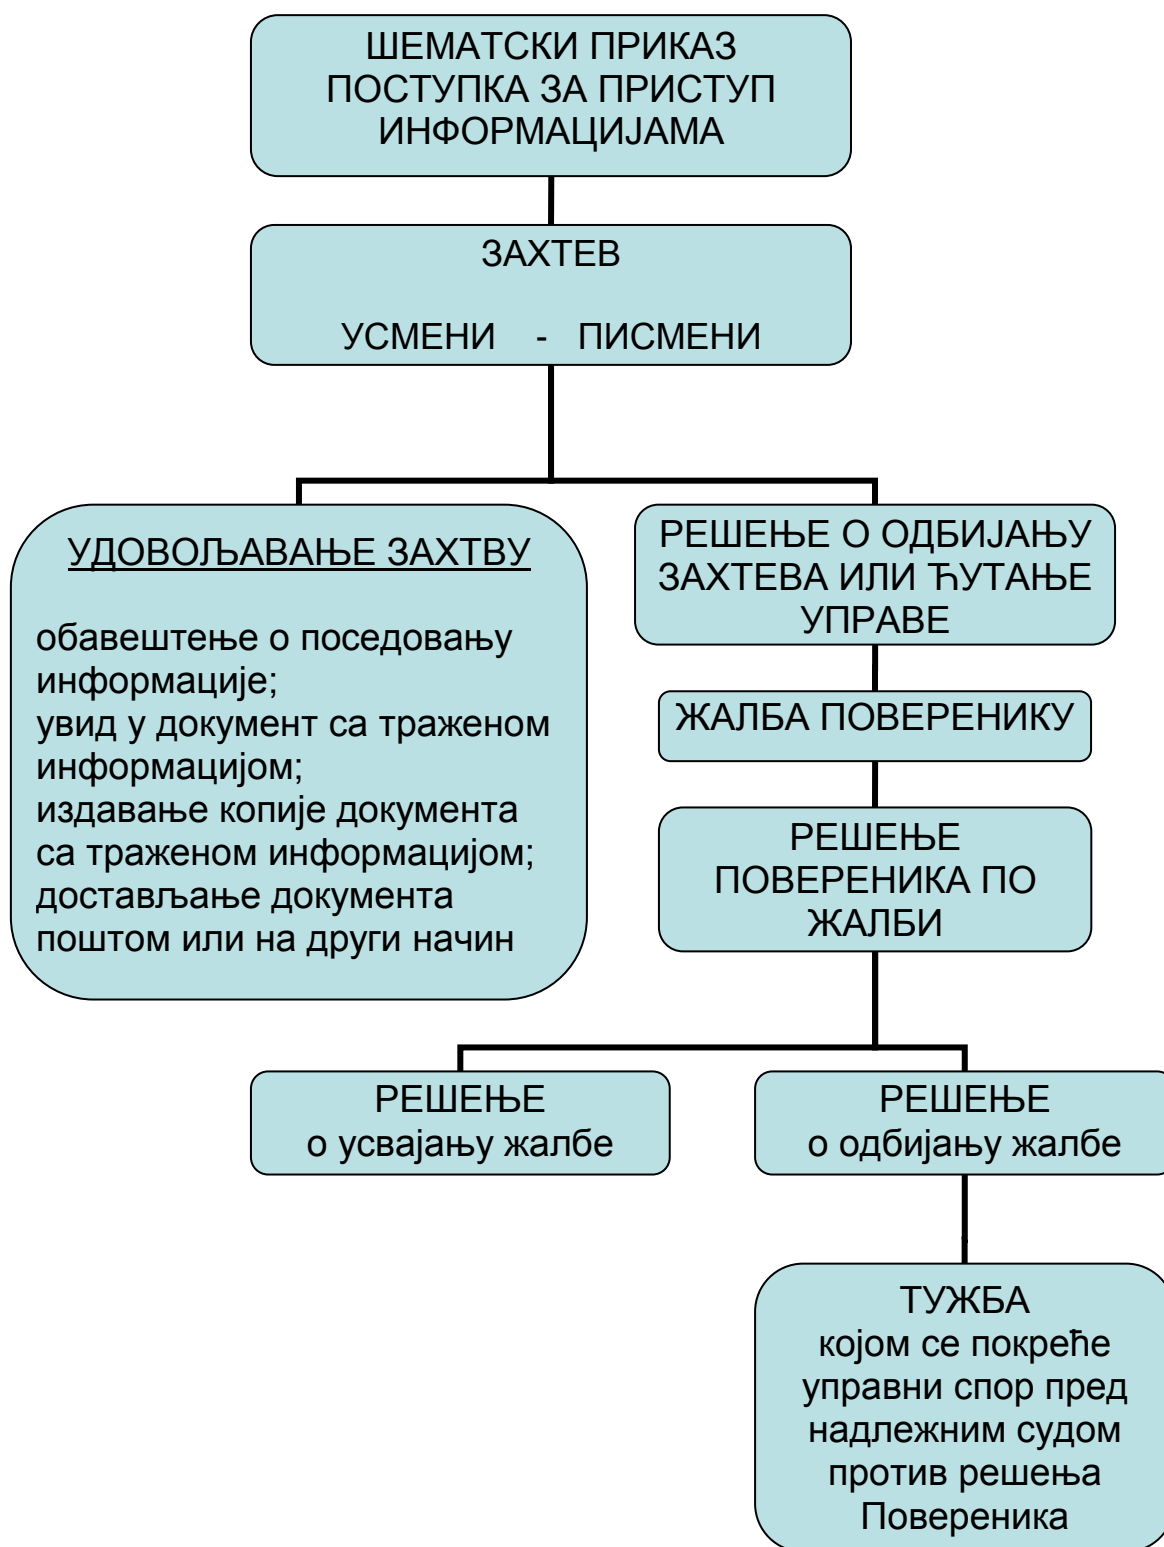 ШЕМАТСКИ ПРИКАЗ
ПОСТУПКА ЗА ПРИСТУП
ИНФОРМАЦИЈАМА
ЗАХТЕВ
УСМЕНИ - ПИСМЕНИ
УДОВОЉАВАЊЕ ЗАХТВУ
обавештење о поседовању
информације;
увид у документ са траженом
информацијом;
издавање копије документа
са траженом информацијом;
достављање документа
поштом или на други начин
РЕШЕЊЕ О ОДБИЈАЊУ
ЗАХТЕВА ИЛИ ЋУТАЊЕ
УПРАВЕ
ЖАЛБА ПОВЕРЕНИКУ
РЕШЕЊЕ
ПОВЕРЕНИКА ПО
ЖАЛБИ
РЕШЕЊЕ
о усвајању жалбе
РЕШЕЊЕ
о одбијању жалбе
ТУЖБА
којом се покреће
управни спор пред
надлежним судом
против решења
Повереника